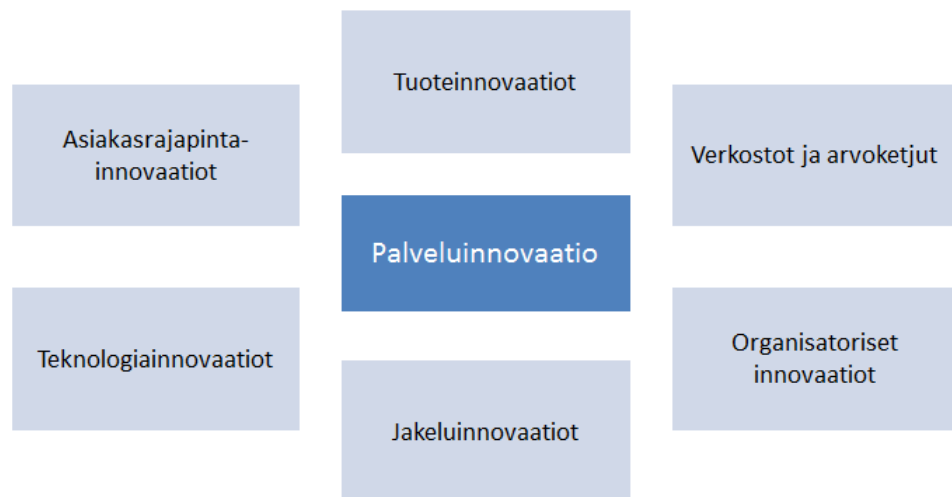 Tuoteinnovaatiot
Asiakasrajapinta-
innovaatiot
Verkostot ja arvoketjut
Palveluinnovaatio
Teknologiainnovaatiot
Organisatoriset
innovaatiot
Jakeluinnovaatiot